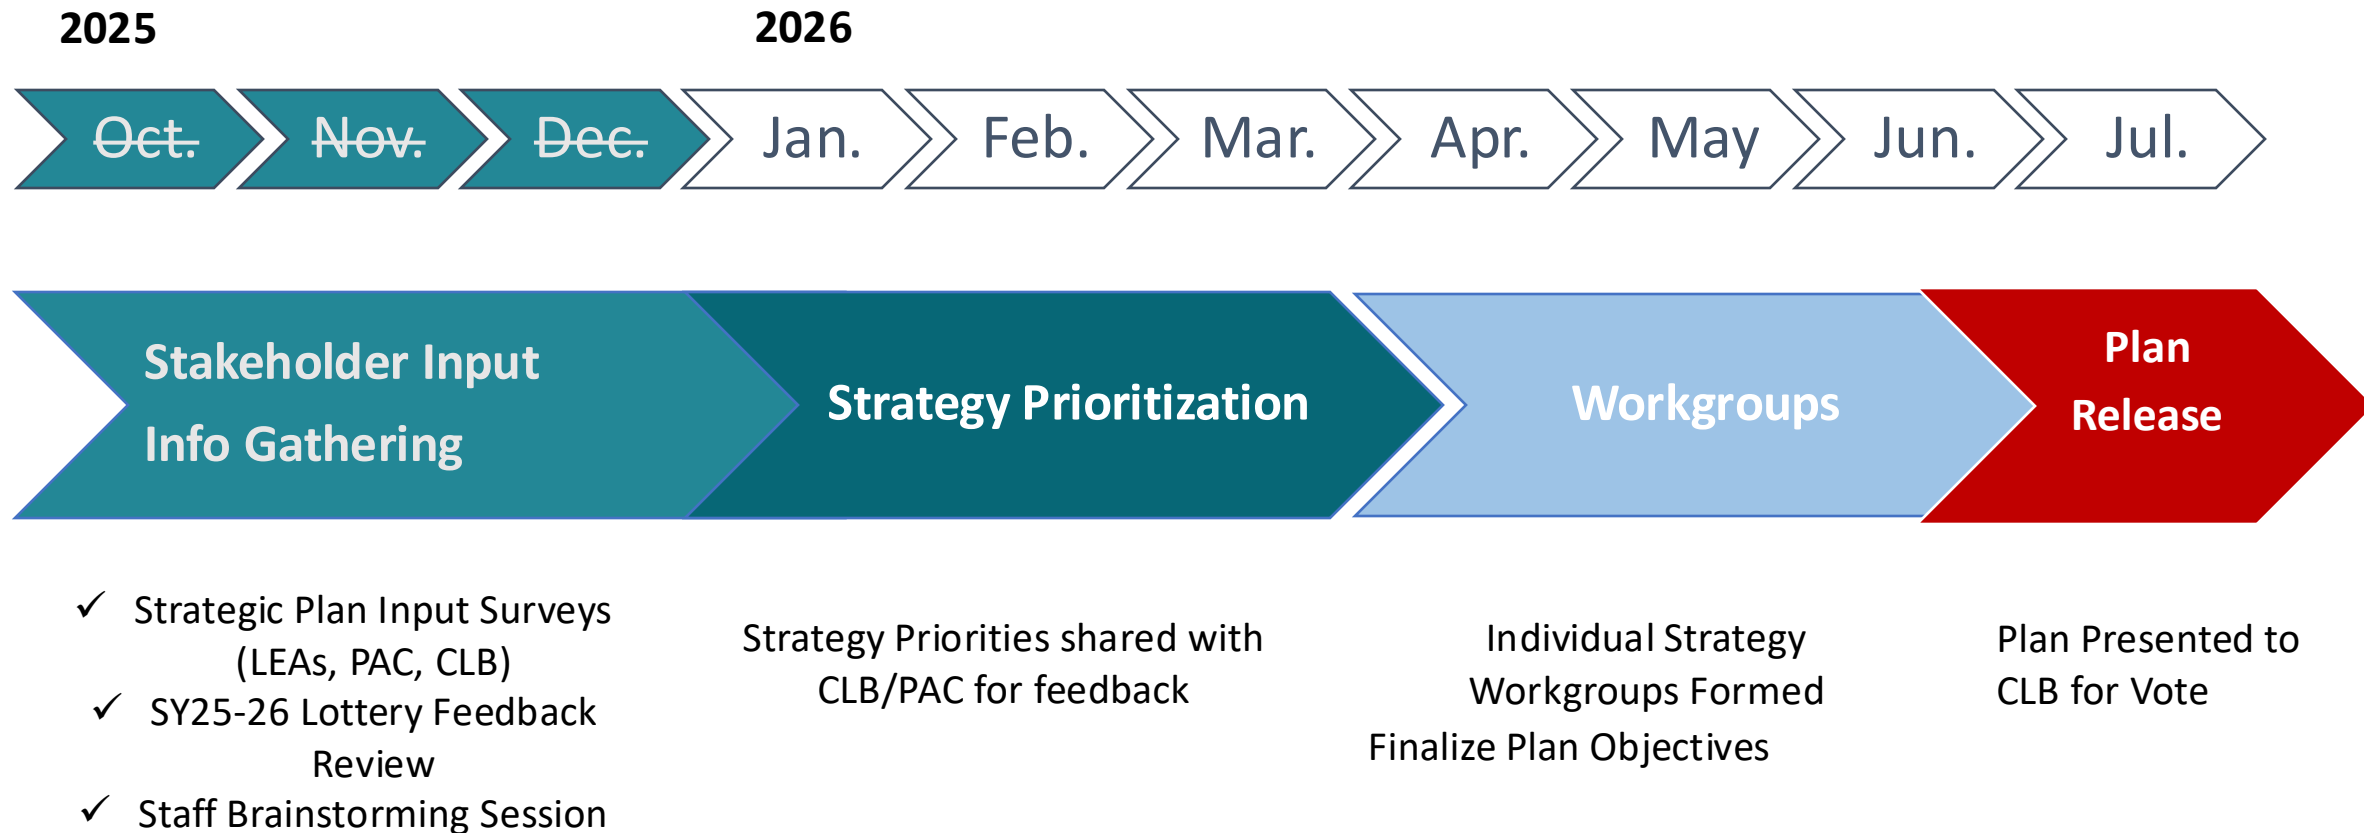 2025
2026
Oct.
Nov.
Dec.
Jan.
Feb.
Mar.
Apr.
May
Jun.
Jul.
Stakeholder Input
Info Gathering
Strategy Prioritization
Workgroups
Plan
Release
✓ Strategic Plan Input Surveys
(LEAs, PAC, CLB)
✓ SY25-26 Lottery Feedback
Review
✓ Staff Brainstorming Session
Strategy Priorities shared with
CLB/PAC for feedback
Individual Strategy
Workgroups Formed
Finalize Plan Objectives
Plan Presented to
CLB for Vote